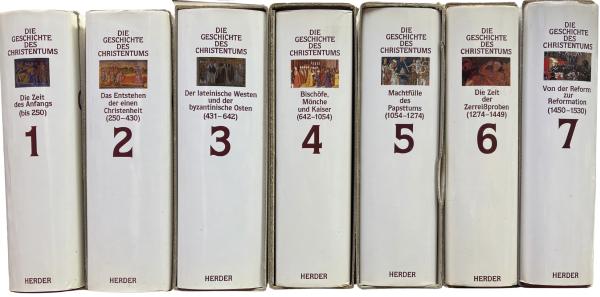 DIE
GESCHICHTE
DES
CHRISTENTUMS
Die Zeit
des Anfangs
(bis 250)
1
HERDER
DIE
GESCHICHTE
DES
CHRISTENTUMS
Das Entstehen
der einen
Christenheit
(250–430)
2
HERDER
DIE
GESCHICHTE
DES
CHRISTENTUMS
Der lateinische Westen
und der
byzantinische Osten
(431–642)
3
HERDER
DIE
GESCHICHTE
DES
CHRISTENTUMS
Bischöfe,
Mönche
und Kaiser
(642–1054)
4
HERDER
DIE
GESCHICHTE
DES
CHRISTENTUMS
Machtfülle
des
Papsttums
(1054–1274)
5
HERDER
DIE
GESCHICHTE
DES
CHRISTENTUMS
Die Zeit
der
Zerreißproben
(1274–1449)
6
HERDER
DIE
GESCHICHTE
DES
CHRISTENTUMS
Von der Reform
zur
Reformation
(1450–1530)
7
HERDER